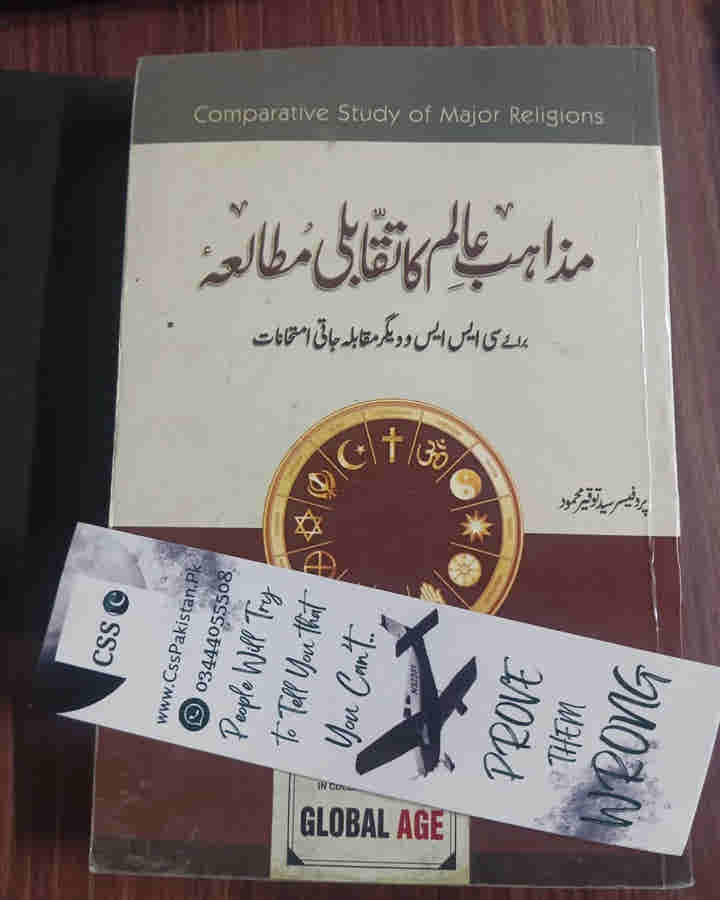 Comparative Study of Major Religions
مذاہب عالم کا تقابلی مُطالعہ
برائے سی ایس ایس و دیگر مقابلہ جاتی امتحانات
پروفیسر سید توقیر محمود
CSS
www.CssPakistan.Pk
03444055508
People Will Try
to Tell You that
You Can't..
PROVE
THEM
WRONG
GLOBAL AGE